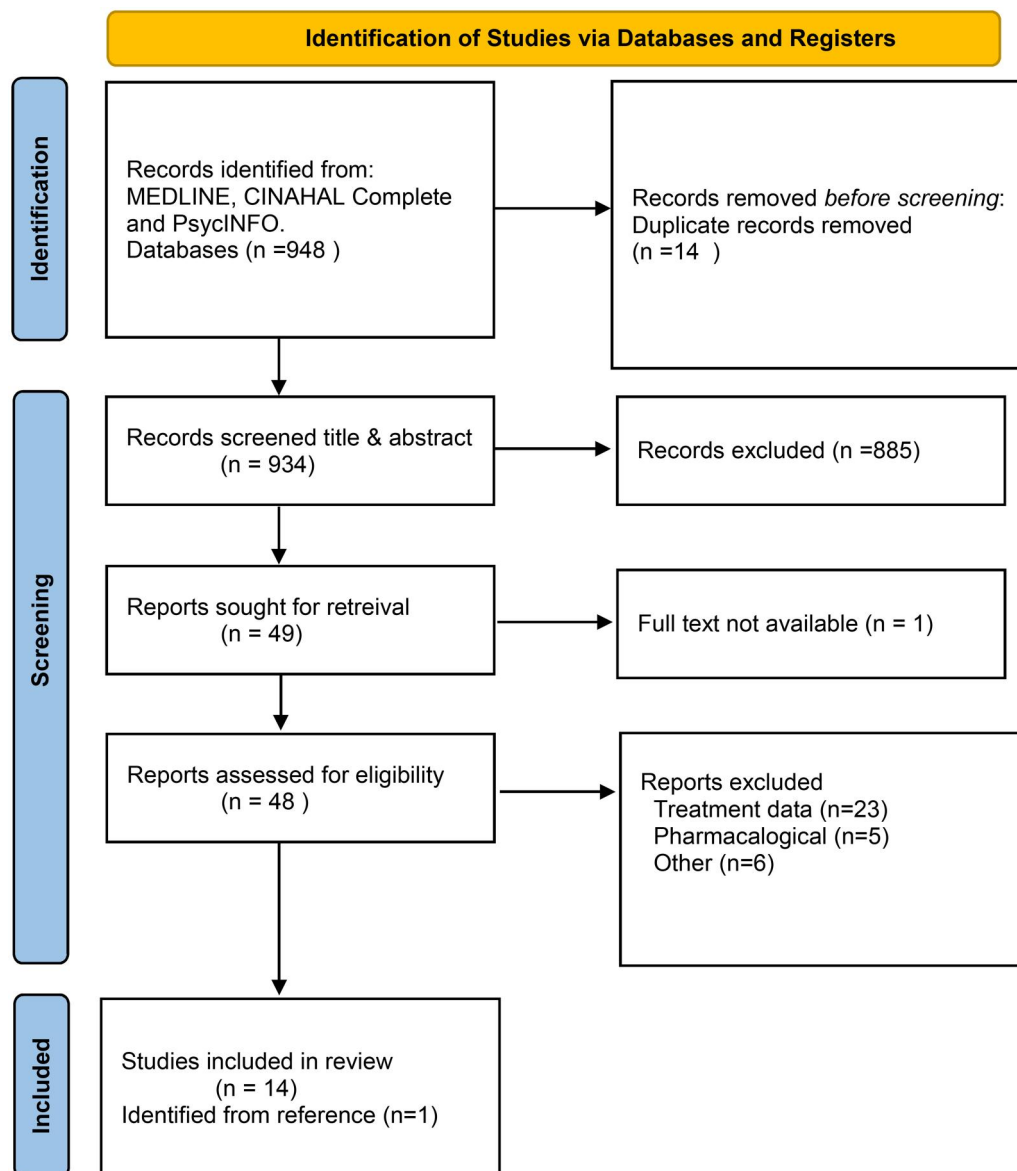 Identification of Studies via Databases and Registers
Identification
Records identified from:
MEDLINE, CINAHAL Complete
and PsycINFO.
Databases (n =948 )
Records removed before screening:
Duplicate records removed
(n =14 )
Screening
Records screened title & abstract
(n = 934)
Records excluded (n =885)
Reports sought for retreival
(n = 49)
Full text not available (n = 1)
Reports assessed for eligibility
(n = 48 )
Reports excluded
Treatment data (n=23)
Pharmacalogical (n=5)
Other (n=6)
Included
Studies included in review
(n = 14)
Identified from reference (n=1)